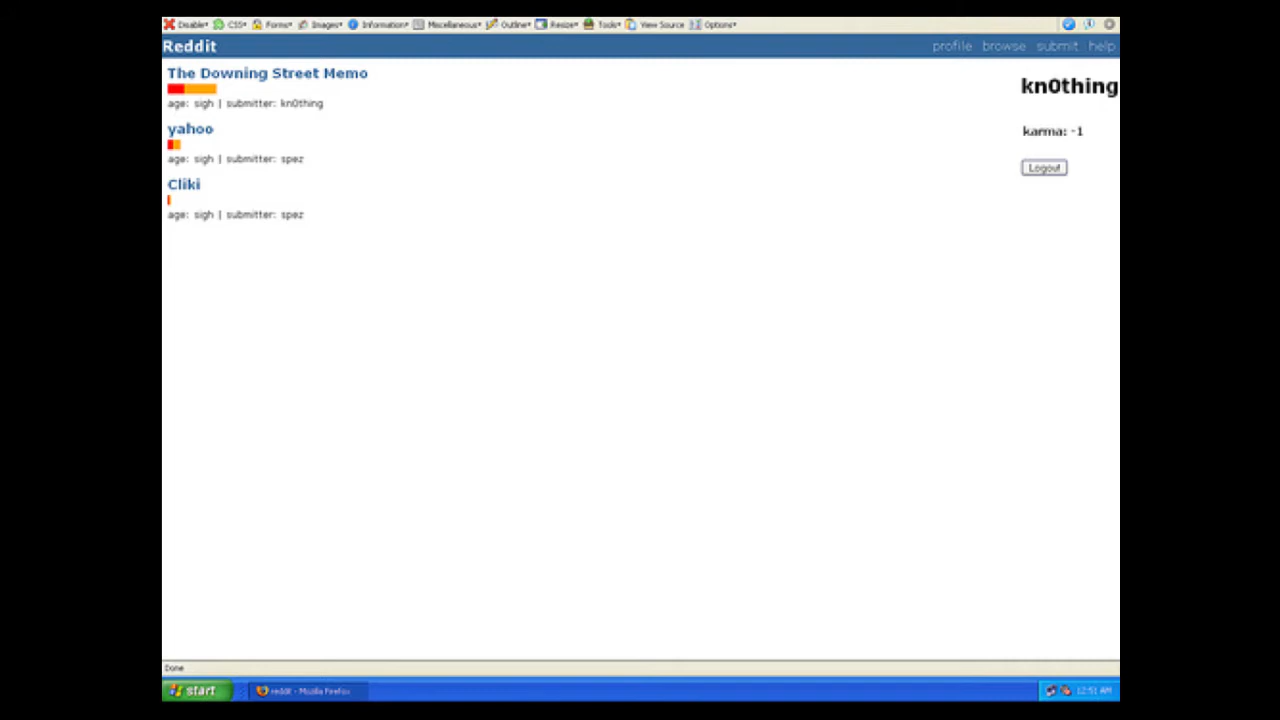 Disable CSS Forms Images Information Miscellaneous Outline Resize Tools View Source Options
Reddit profile browse submit help
The Downing Street Memo
age: sigh | submitter: kn0thing
yahoo
age: sigh | submitter: spez
Cliki
age: sigh | submitter: spez
kn0thing
karma: -1
Logout
Done
start reddit - Mozilla Firefox 12:51 AM